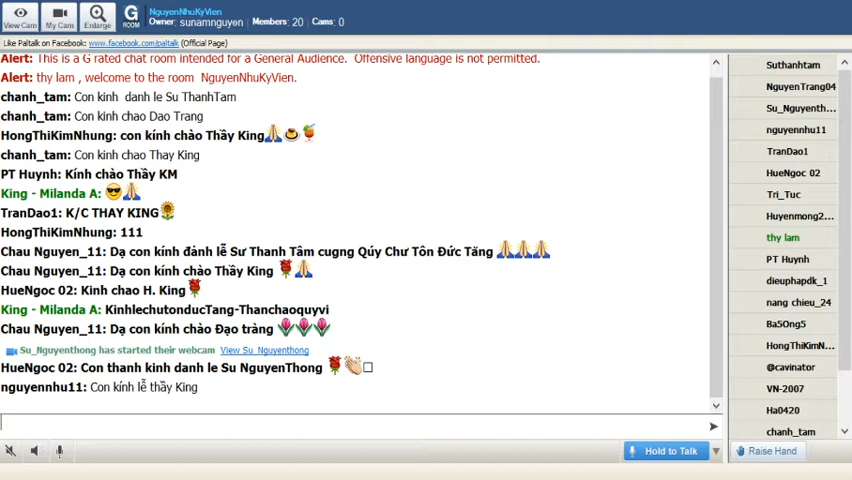 NguyenNhuKyVien
Owner: sunamnguyen Members: 20 Cams: 0
View Cam My Cam Enlarge G ROOM
Like Paltalk on Facebook: www.facebook.com/paltalk (Official Page)
Alert: This is a G rated chat room intended for a General Audience. Offensive language is not permitted.
Alert: thy lam , welcome to the room NguyenNhuKyVien.
chanh_tam: Con kinh danh le Su ThanhTam
chanh_tam: Con kinh chao Dao Trang
HongThiKimNhung: con kính chào Thầy King🙏🍮🍹
chanh_tam: Con kinh chao Thay King
PT Huynh: Kính chào Thầy KM
King - Milanda A: 😎🙏
TranDao1: K/C THAY KING🌻
HongThiKimNhung: 111
Chau Nguyen_11: Dạ con kính đảnh lễ Sư Thanh Tâm cugng Qúy Chư Tôn Đức Tăng 🙏🙏🙏
Chau Nguyen_11: Dạ con kính chào Thầy King 🌹🙏
HueNgoc 02: Kinh chao H. King🌹
King - Milanda A: KinhlechutonducTang-Thanchaoquyvi
Chau Nguyen_11: Dạ con kính chào Đạo tràng 🌷🌷🌷
Su_Nguyenthong has started their webcam View Su_Nguyenthong
HueNgoc 02: Con thanh kinh danh le Su NguyenThong 🌹👏□
nguyennhu11: Con kính lễ thầy King
Hold to Talk
Suthanhtam
NguyenTrang04
Su_Nguyenth...
nguyennhu11
TranDao1
HueNgoc 02
Tri_Tuc
Huyenmong2...
thy lam
PT Huynh
dieuphapdk_1
nang chieu_24
Ba5Ong5
HongThiKimN...
@cavinator
VN-2007
Ha0420
chanh_tam
Raise Hand